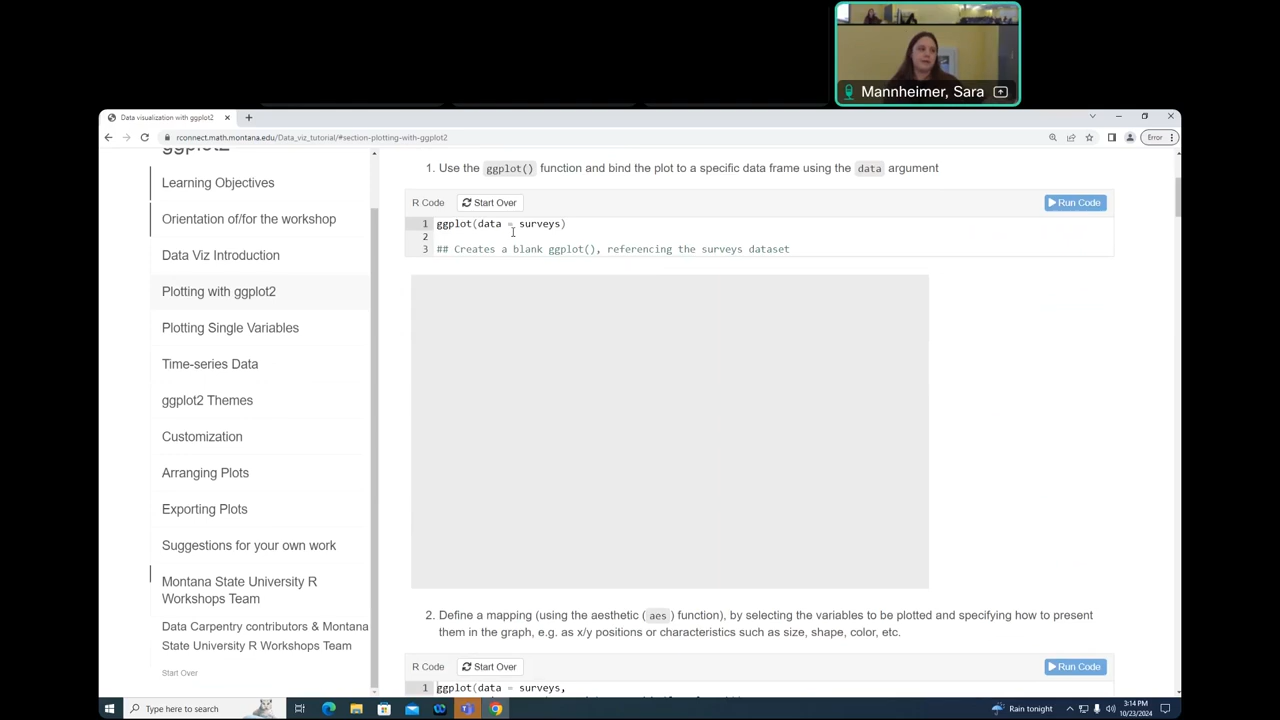 Mannheimer, Sara
Data visualization with ggplot2
Error
rconnect.math.montana.edu/Data_viz_tutorial/#section-plotting-with-ggplot2
ggplot2
Learning Objectives
Orientation of/for the workshop
Data Viz Introduction
Plotting with ggplot2
Plotting Single Variables
Time-series Data
ggplot2 Themes
Customization
Arranging Plots
Exporting Plots
Suggestions for your own work
Montana State University R
Workshops Team
Data Carpentry contributors & Montana
State University R Workshops Team
Start Over
1. Use the ggplot() function and bind the plot to a specific data frame using the data argument
R Code Start Over Run Code
1 ggplot(data = surveys)
2
3 ## Creates a blank ggplot(), referencing the surveys dataset
2. Define a mapping (using the aesthetic (aes) function), by selecting the variables to be plotted and specifying how to present
them in the graph, e.g. as x/y positions or characteristics such as size, shape, color, etc.
R Code Start Over Run Code
1 ggplot(data = surveys,
Type here to search
Rain tonight
3:14 PM
10/23/2024